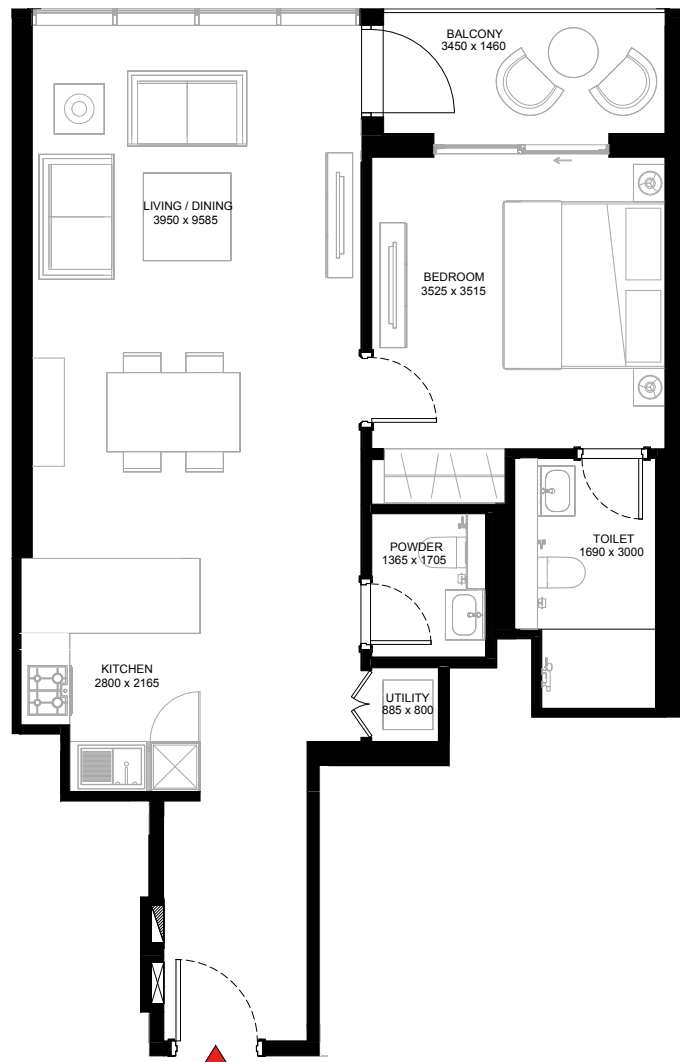 BALCONY
3450 x 1460
LIVING / DINING
3950 x 9585
BEDROOM
3525 x 3515
POWDER
1365 x 1705
TOILET
1690 x 3000
KITCHEN
2800 x 2165
UTILITY
885 x 800